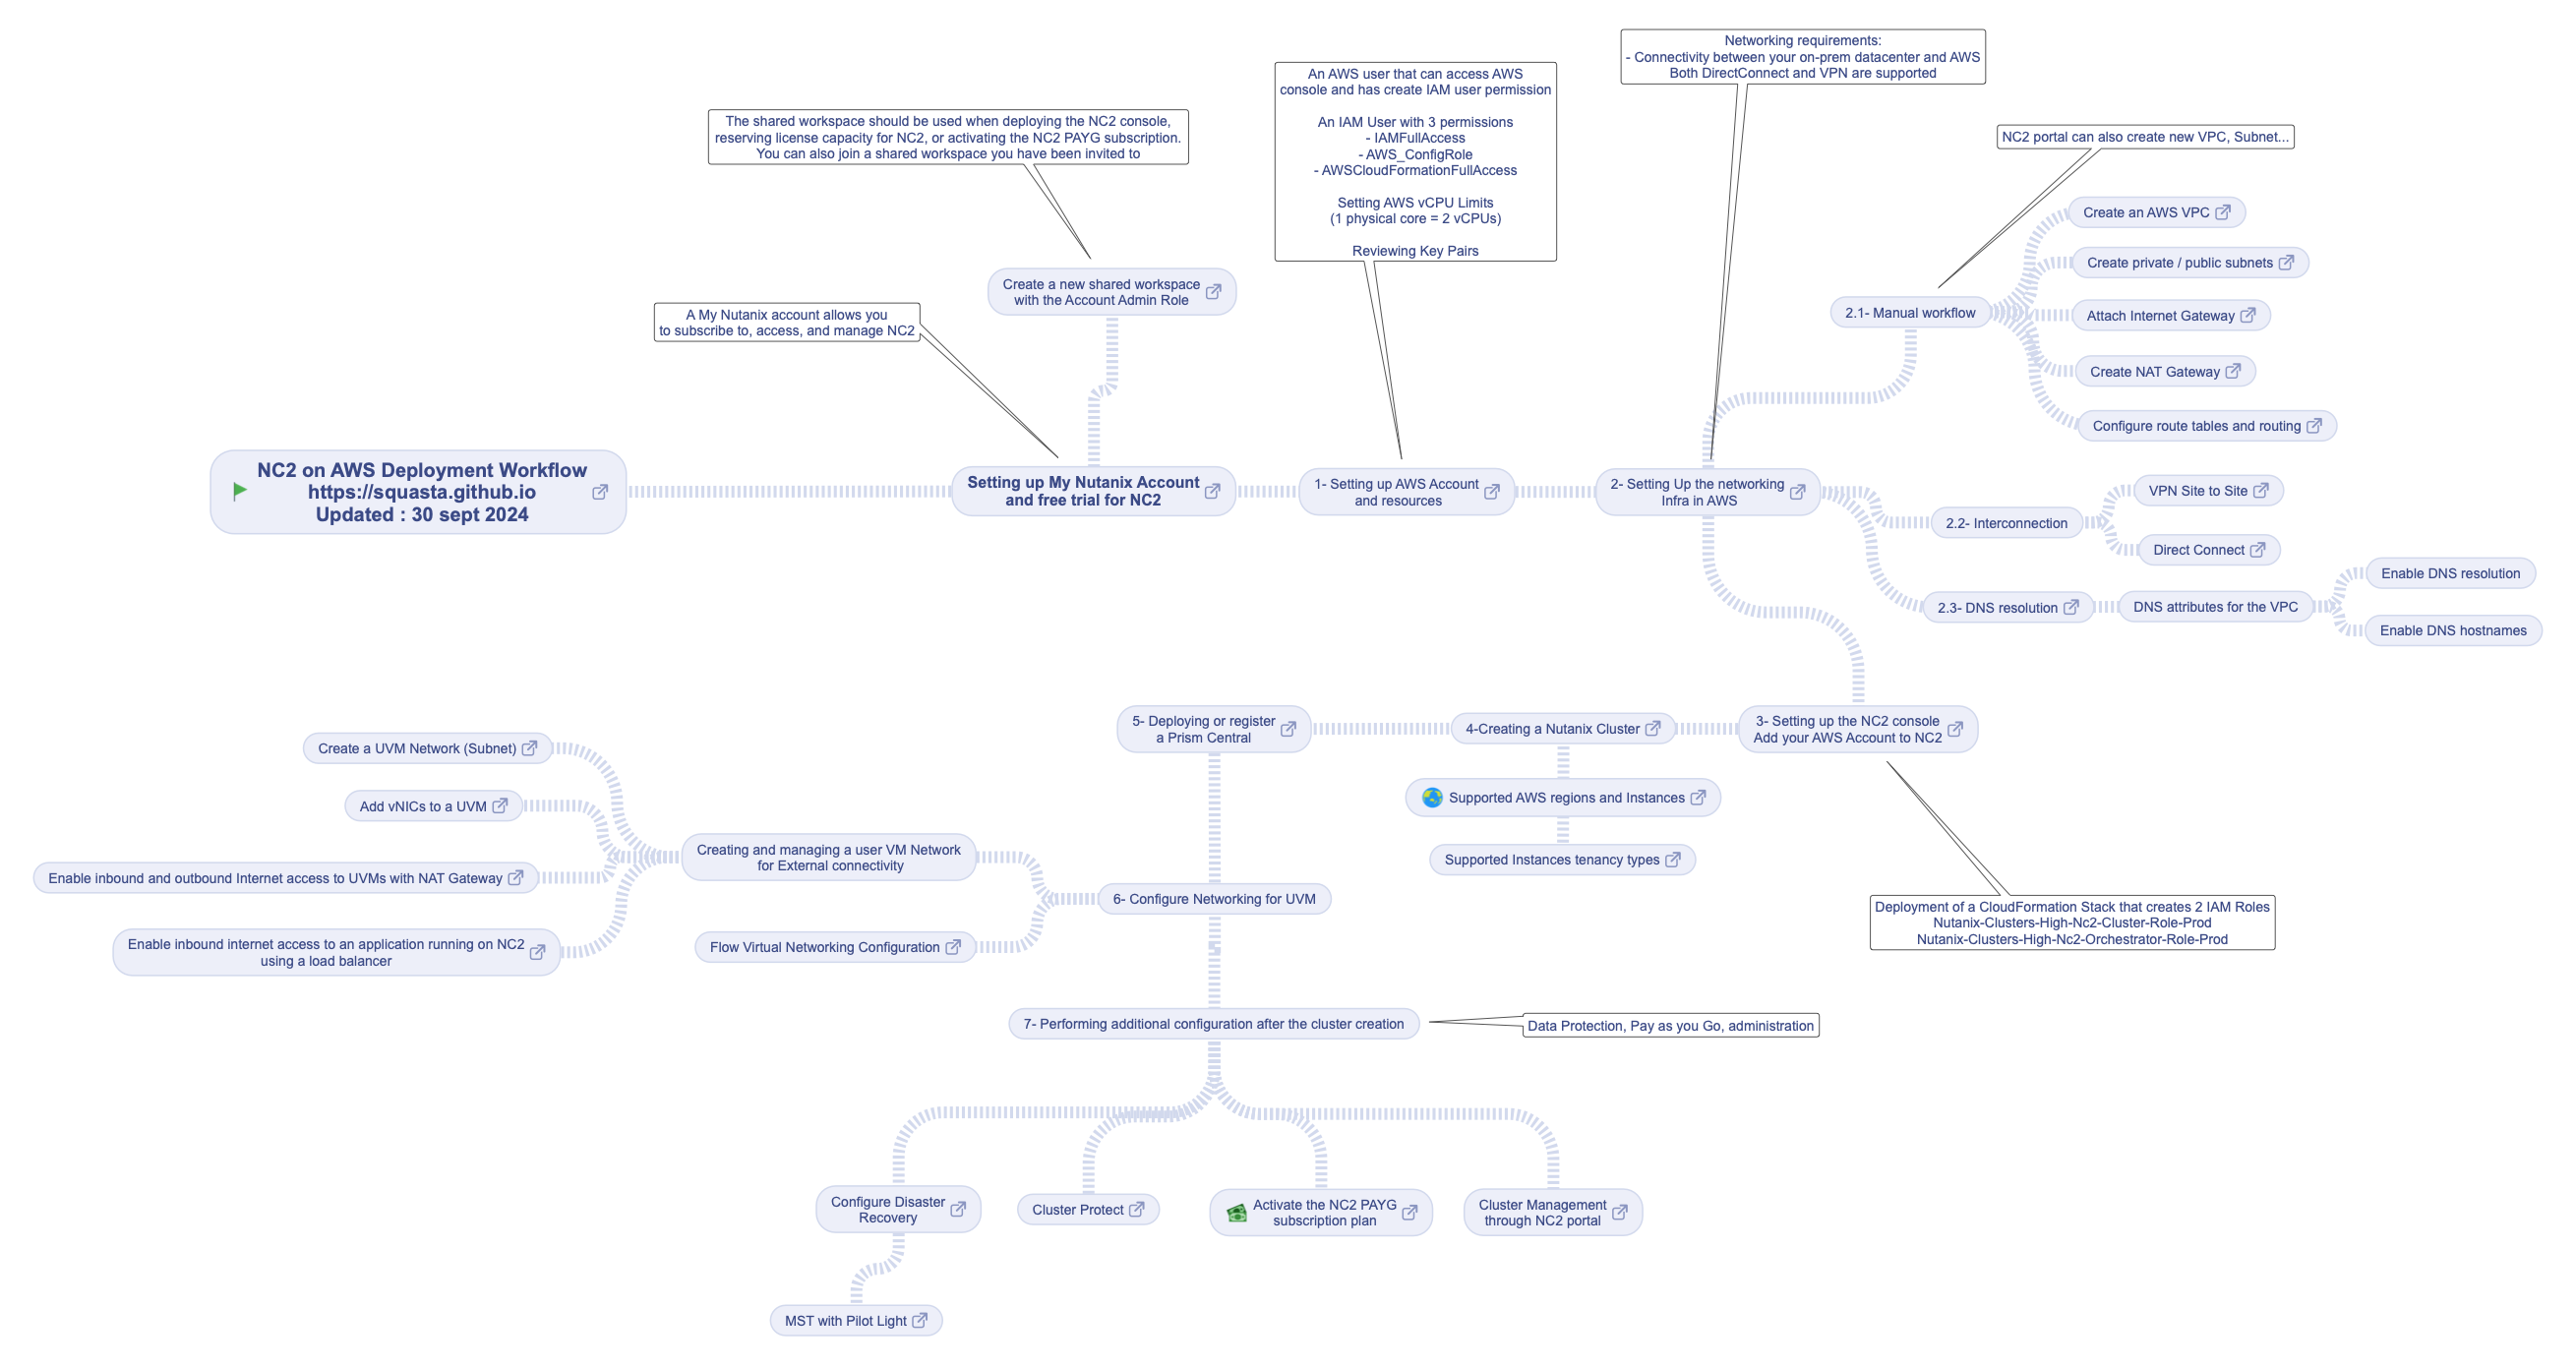 Networking requirements:
- Connectivity between your on-prem datacenter and AWS
Both DirectConnect and VPN are supported
An AWS user that can access AWS
console and has create IAM user permission
An IAM User with 3 permissions
- IAMFullAccess
- AWS_ConfigRole
- AWSCloudFormationFullAccess
Setting AWS vCPU Limits
(1 physical core = 2 vCPUs)
Reviewing Key Pairs
The shared workspace should be used when deploying the NC2 console,
reserving license capacity for NC2, or activating the NC2 PAYG subscription.
You can also join a shared workspace you have been invited to
NC2 portal can also create new VPC, Subnet...
Create a new shared workspace
with the Account Admin Role
A My Nutanix account allows you
to subscribe to, access, and manage NC2
2.1- Manual workflow
Create an AWS VPC
Create private / public subnets
Attach Internet Gateway
Create NAT Gateway
Configure route tables and routing
NC2 on AWS Deployment Workflow
https://squasta.github.io
Updated : 30 sept 2024
Setting up My Nutanix Account
and free trial for NC2
1- Setting up AWS Account
and resources
2- Setting Up the networking
Infra in AWS
2.2- Interconnection
VPN Site to Site
Direct Connect
2.3- DNS resolution
DNS attributes for the VPC
Enable DNS resolution
Enable DNS hostnames
3- Setting up the NC2 console
Add your AWS Account to NC2
4-Creating a Nutanix Cluster
5- Deploying or register
a Prism Central
Supported AWS regions and Instances
Supported Instances tenancy types
Deployment of a CloudFormation Stack that creates 2 IAM Roles
Nutanix-Clusters-High-Nc2-Cluster-Role-Prod
Nutanix-Clusters-High-Nc2-Orchestrator-Role-Prod
6- Configure Networking for UVM
Creating and managing a user VM Network
for External connectivity
Create a UVM Network (Subnet)
Add vNICs to a UVM
Enable inbound and outbound Internet access to UVMs with NAT Gateway
Enable inbound internet access to an application running on NC2
using a load balancer
Flow Virtual Networking Configuration
7- Performing additional configuration after the cluster creation
Data Protection, Pay as you Go, administration
Configure Disaster
Recovery
Cluster Protect
Activate the NC2 PAYG
subscription plan
Cluster Management
through NC2 portal
MST with Pilot Light